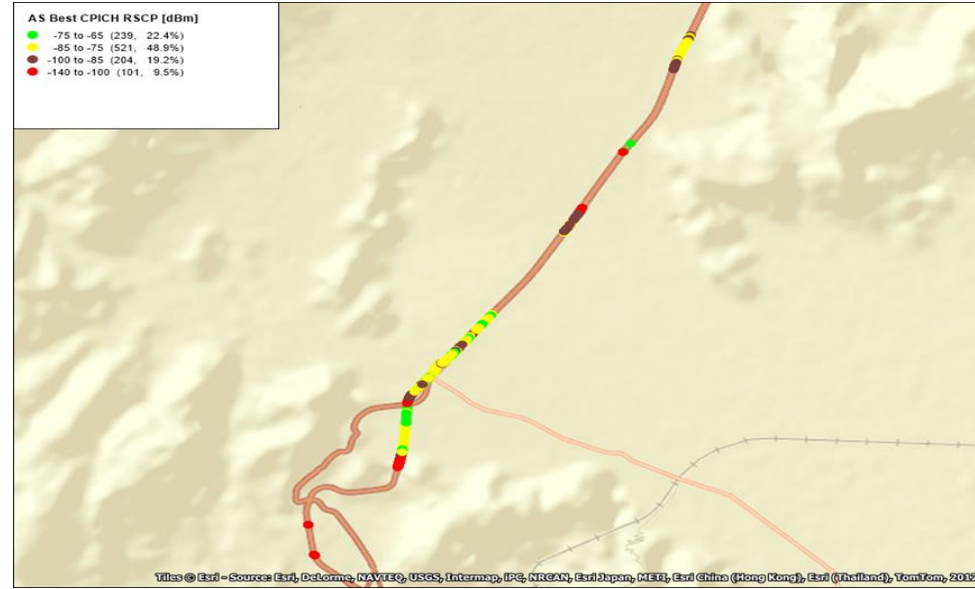 AS Best CPICH RSCP [dBm]
-75 to -65 (239, 22.4%)
-85 to -75 (521, 48.9%)
-100 to -85 (204, 19.2%)
-140 to -100 (101, 9.5%)
Tiles © Esri - Source: Esri, DeLorme, NAVTEQ, USGS, Intermap, iPC, NRCAN, Esri Japan, METI, Esri China (Hong Kong), Esri (Thailand), TomTom, 2012